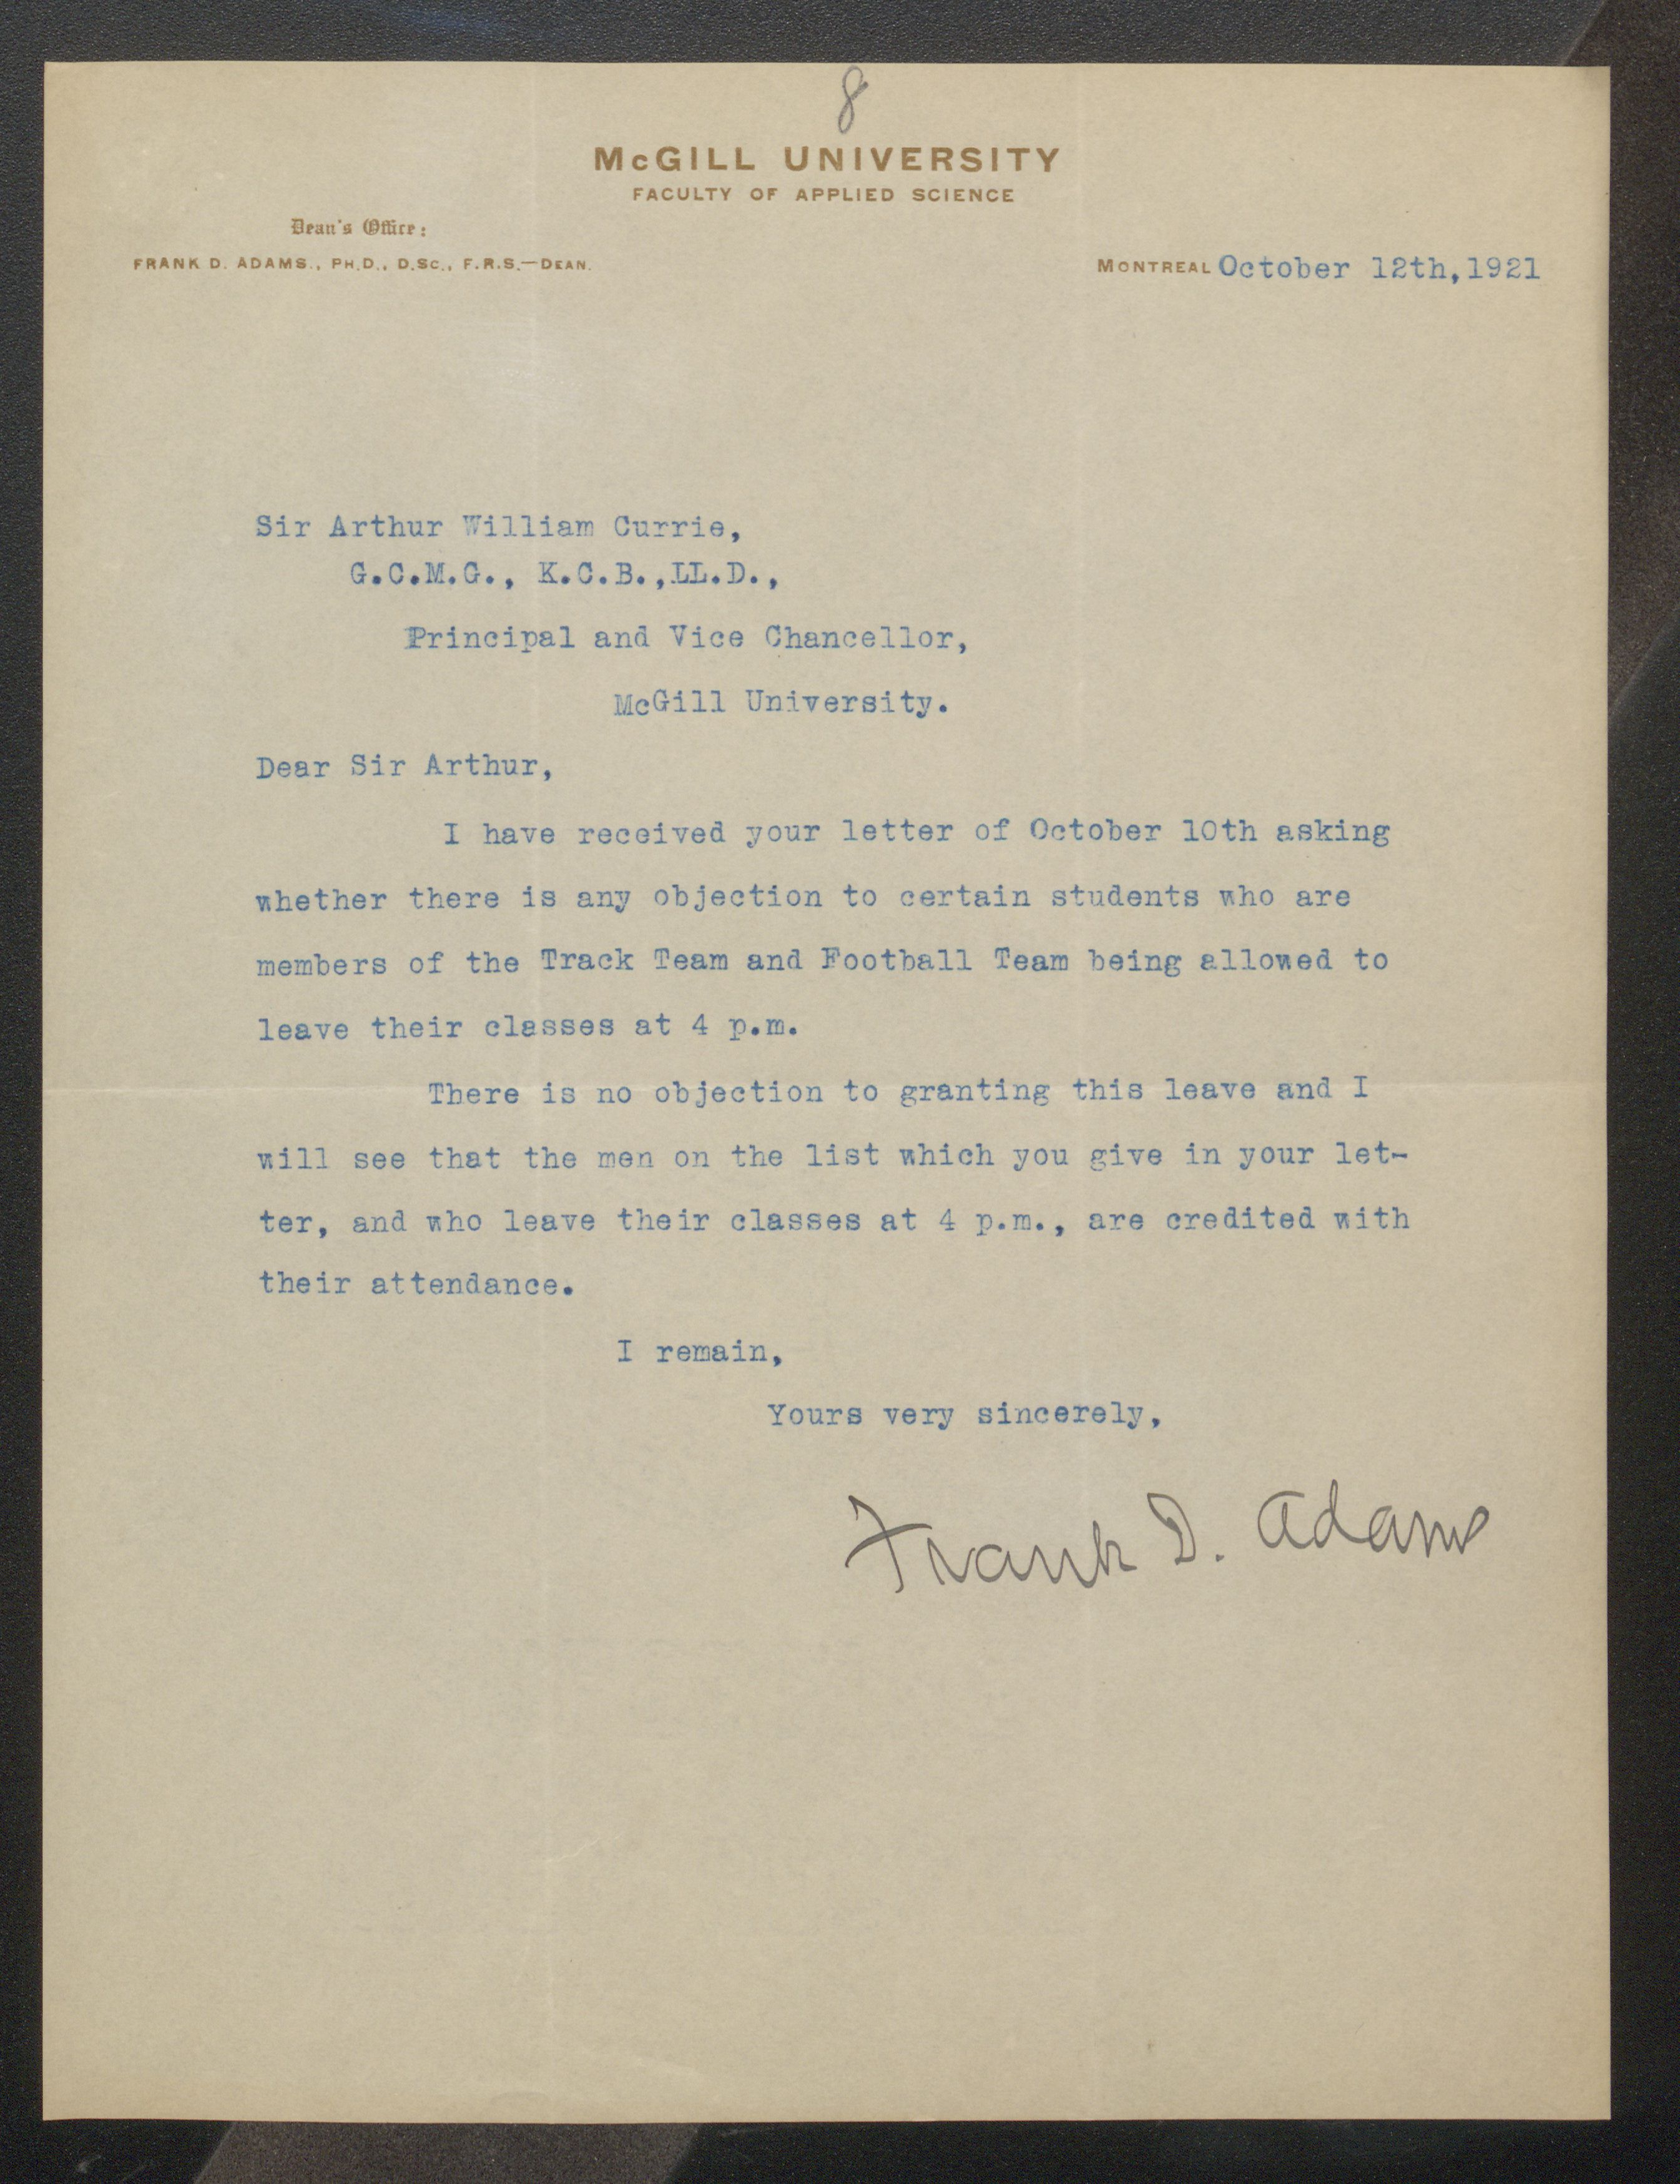 8
McGILL UNIVERSITY
FACULTY OF APPLIED SCIENCE
Dean's Office:
FRANK D. ADAMS., PH.D., D.SC., F.R.S.—DEAN.
MONTREAL October 12th, 1921
Sir Arthur William Currie,
G.C.M.G., K.C.B.,LL.D.,
Principal and Vice Chancellor,
McGill University.
Dear Sir Arthur,
I have received your letter of October 10th asking
whether there is any objection to certain students who are
members of the Track Team and Football Team being allowed to
leave their classes at 4 p.m.
There is no objection to granting this leave and I
will see that the men on the list which you give in your let-
ter, and who leave their classes at 4 p.m., are credited with
their attendance.
I remain,
Yours very sincerely,
Frank D. Adams